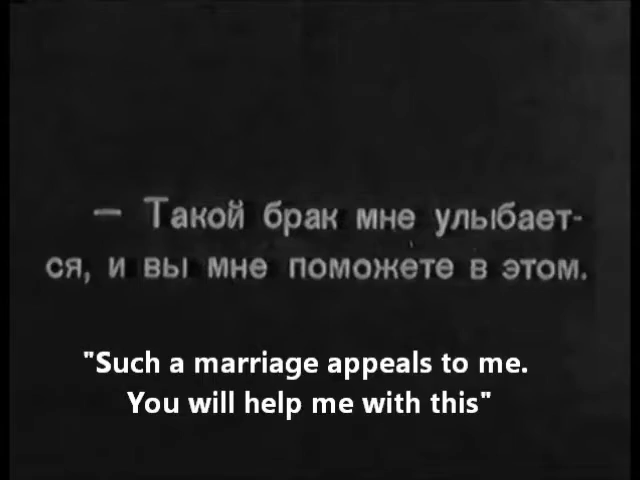 — Такой брак мне улыбает-
ся, и вы мне поможете в этом.
"Such a marriage appeals to me.
You will help me with this"